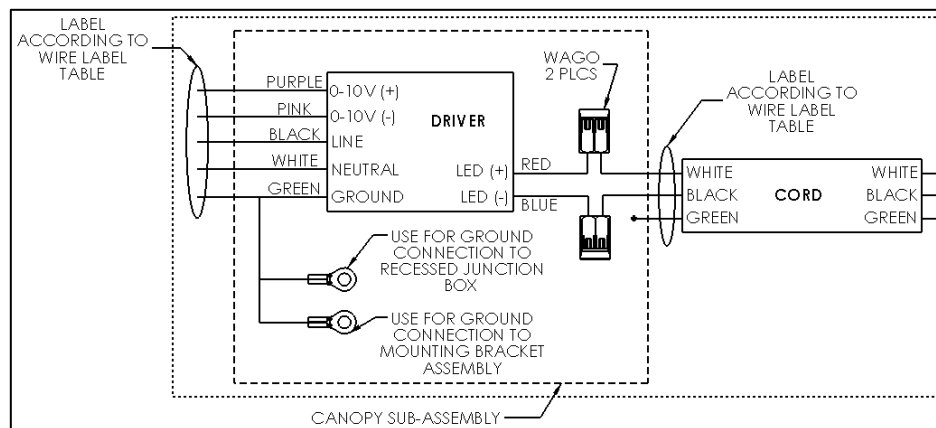 LABEL
ACCORDING TO
WIRE LABEL
TABLE
PURPLE
PINK
BLACK
WHITE
GREEN
0-10V (+)
0-10V (-)
LINE
NEUTRAL
GROUND
DRIVER
LED (+)
LED (-)
RED
BLUE
WAGO
2 PLCS
LABEL
ACCORDING TO
WIRE LABEL
TABLE
WHITE
BLACK
GREEN
CORD
WHITE
BLACK
GREEN
USE FOR GROUND
CONNECTION TO
RECESSED JUNCTION
BOX
USE FOR GROUND
CONNECTION TO
MOUNTING BRACKET
ASSEMBLY
CANOPY SUB-ASSEMBLY